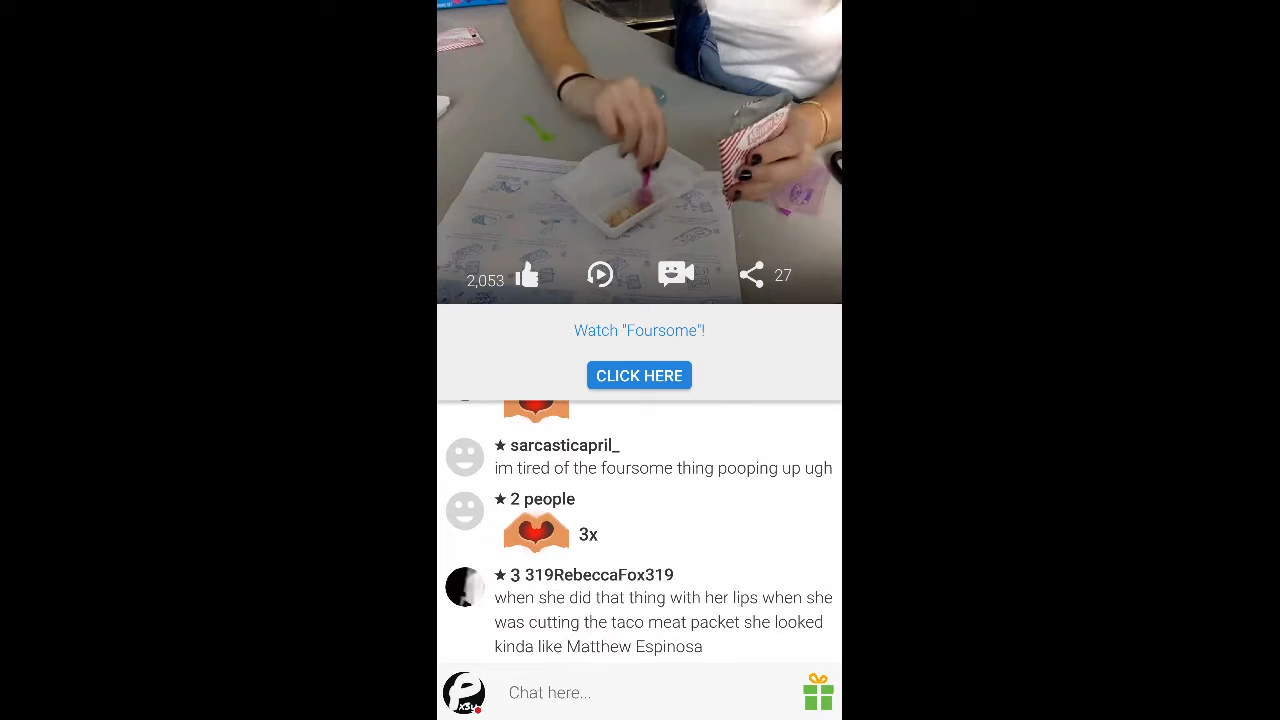 2,053
27
Watch "Foursome"!
CLICK HERE
★ sarcasticapril_
im tired of the foursome thing pooping up ugh
★ 2 people
3x
★ 3 319RebeccaFox319
when she did that thing with her lips when she
was cutting the taco meat packet she looked
kinda like Matthew Espinosa
Chat here...